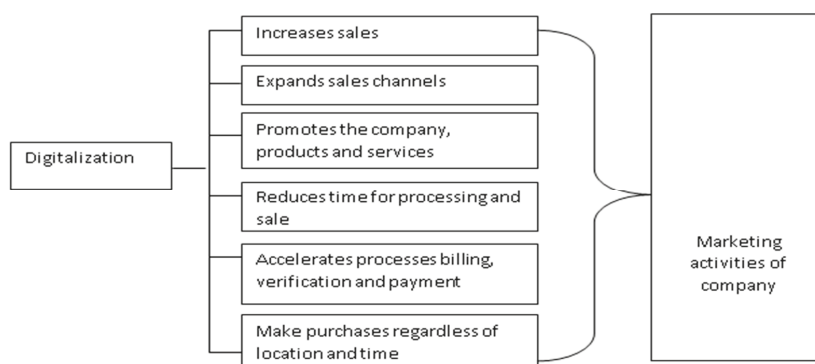 Digitalization
Increases sales
Expands sales channels
Promotes the company,
products and services
Reduces time for processing and
sale
Accelerates processes billing,
verification and payment
Make purchases regardless of
location and time
Marketing
activities of
company